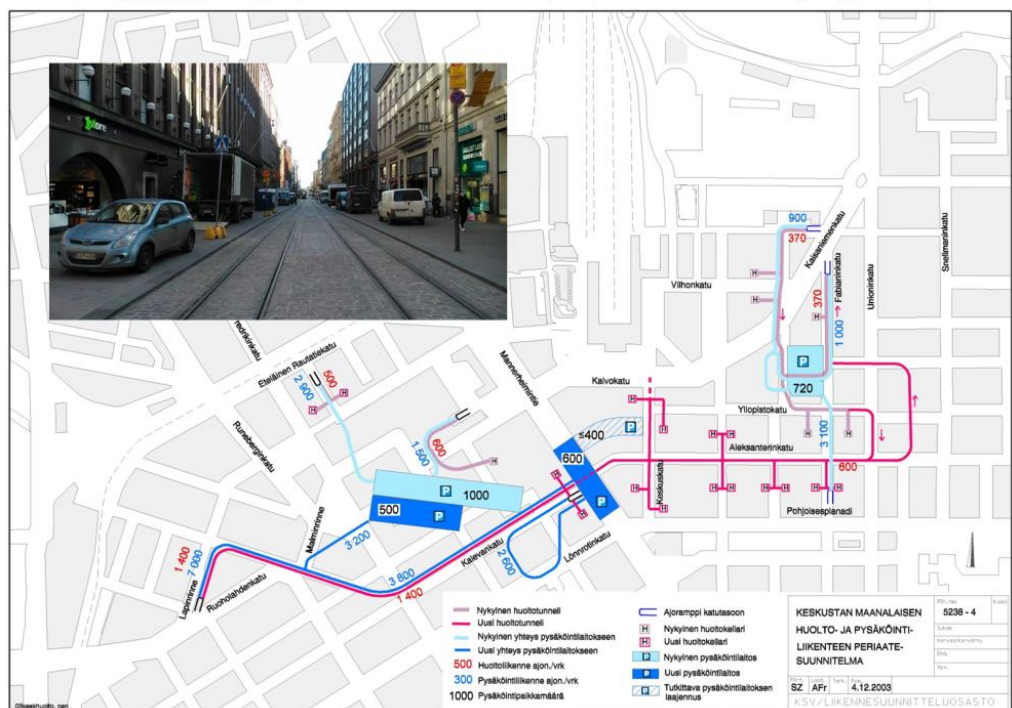 1store
900
370
Kaisaniemenkatu
Vilhonkatu
370
Fabianinkatu
1 000
Unioninkatu
Snellmaninkatu
P
720
Yliopistokatu
3 100
Kaivokatu
Aleksanterinkatu
600
Keskuskatu
Pohjoisesplanadi
redrikinkatu
Eteläinen Rautatiekatu
2 900
500
Mannerheimintie
Runeberginkatu
1 500
600
≤400
600
P
1000
500
P
Malminrinne
3 200
Kalevankatu
2 600
Lönnrotinkatu
3 800
1 400
1 400
7 000
Lapinrinne
Ruoholahdenkatu
Nykyinen huoltotunneli
Uusi huoltotunneli
Nykyinen yhteys pysäköintilaitokseen
Uusi yhteys pysäköintilaitokseen
500 Huoltoliikenne ajon./vrk
300 Pysäköintiliikenne ajon./vrk
1000 Pysäköintipaikkamäärä
Ajoramppi katutasoon
H Nykyinen huoltokellari
H Uusi huoltokellari
P Nykyinen pysäköintilaitos
P Uusi pysäköintilaitos
P Tutkittava pysäköintilaitoksen
laajennus
KESKUSTAN MAANALAISEN
HUOLTO- JA PYSÄKÖINTI-
LIIKENTEEN PERIAATE-
SUUNNITELMA
5238 - 4
SZ AFr 4.12.2003
KSV/LIIKENNESUUNNITTELUOSASTO